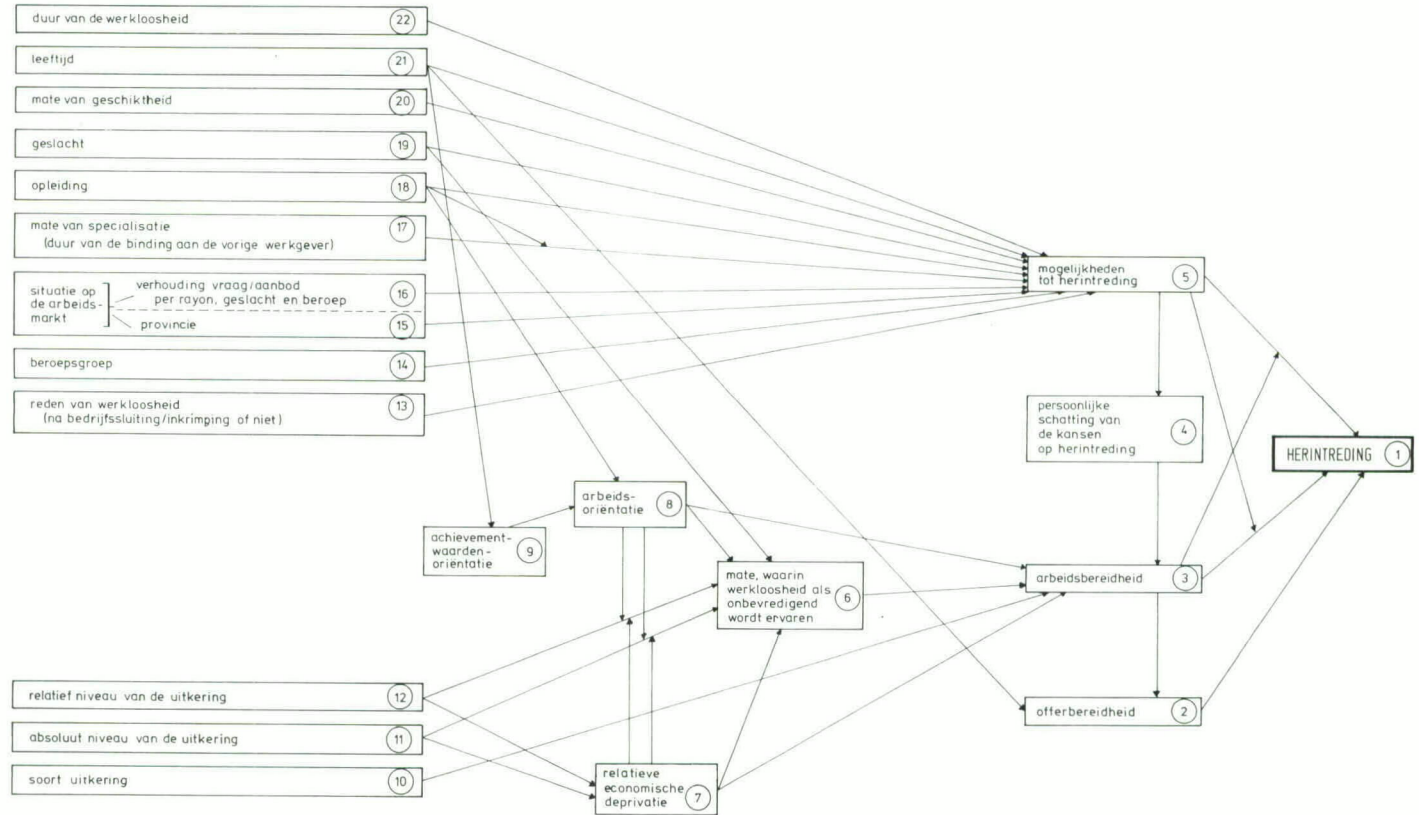 duur van de werkloosheid 22
leeftijd 21
mate van geschiktheid 20
geslacht 19
opleiding 18
mate van specialisatie 17
(duur van de binding aan de vorige werkgever)
situatie op
de arbeids-
markt
verhouding vraag/aanbod
per rayon, geslacht en beroep 16
provincie 15
beroepsgroep 14
reden van werkloosheid 13
(na bedrijfssluiting/inkrimping of niet)
mogelijkheden
tot herintreding 5
persoonlijke
schatting van
de kansen
op herintreding 4
HERINTREDING 1
arbeids-
oriëntatie 8
achievement-
waarden-
oriëntatie 9
mate, waarin
werkloosheid als
onbevredigend
wordt ervaren 6
arbeidsbereidheid 3
offerbereidheid 2
relatief niveau van de uitkering 12
absoluut niveau van de uitkering 11
soort uitkering 10
relatieve
economische
deprivatie 7